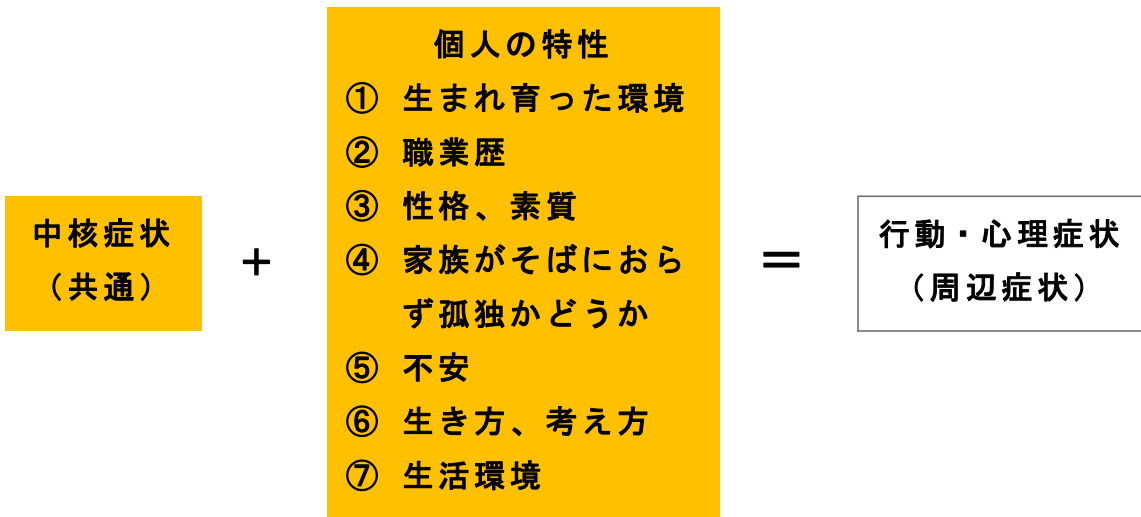 中核症状
（共通）
＋
個人の特性
① 生まれ育った環境
② 職業歴
③ 性格、素質
④ 家族がそばにおら
ず孤独かどうか
⑤ 不安
⑥ 生き方、考え方
⑦ 生活環境
＝
行動・心理症状
（周辺症状）